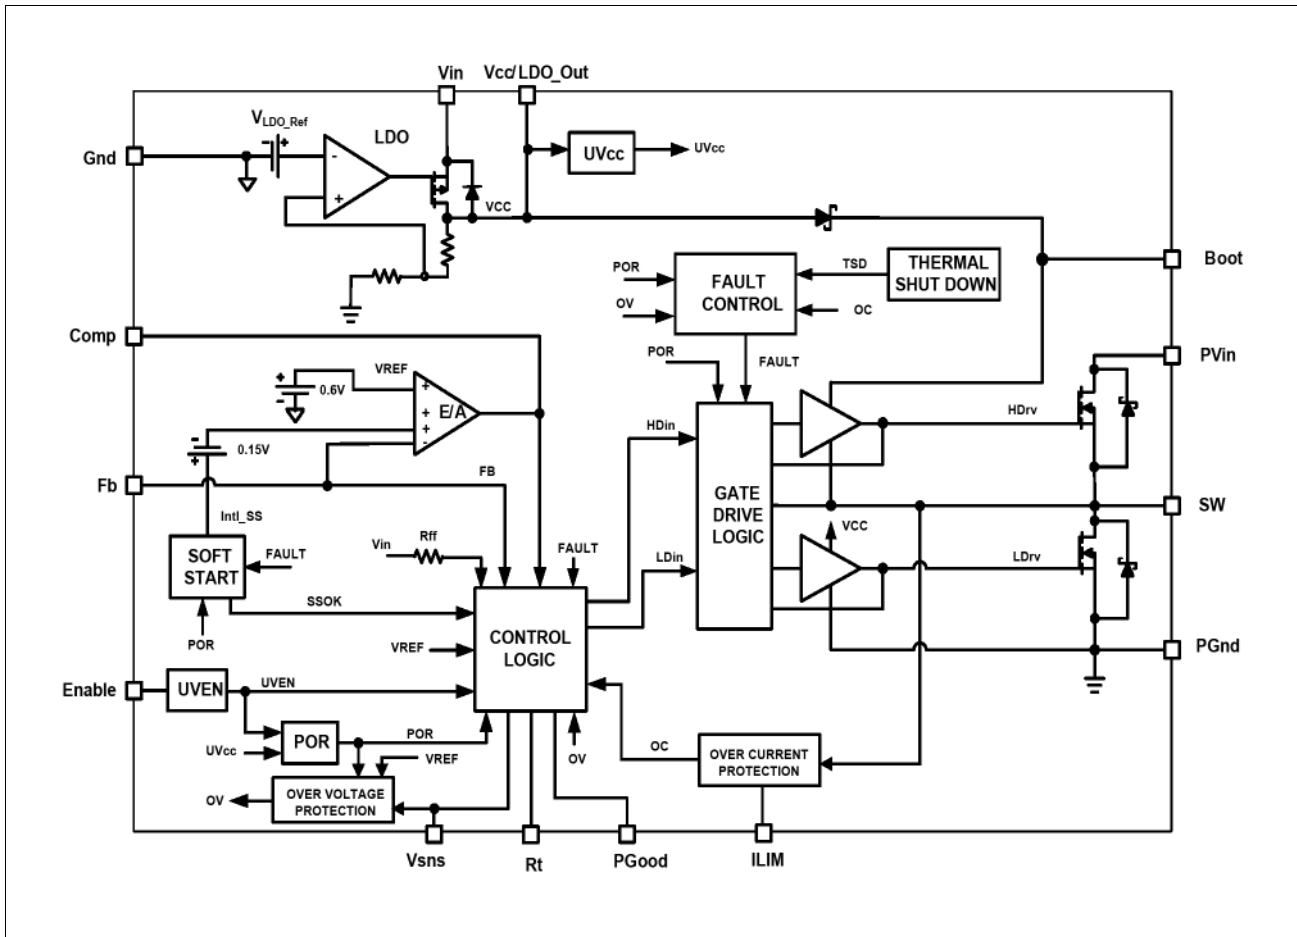 Vin
Vcc/LDO_Out
Gnd
VLDO_Ref
LDO
-
+
- +
UVcc
UVcc
VCC
Boot
POR
OV
FAULT
CONTROL
TSD
OC
THERMAL
SHUT DOWN
Comp
POR
FAULT
PVin
VREF
+
-
0.6V
+
+
+
-
E/A
-
+
0.15V
HDin
HDrv
Fb
FB
Intl_SS
GATE
DRIVE
LOGIC
SW
VCC
Vin
Rff
FAULT
LDin
LDrv
SOFT
START
FAULT
SSOK
POR
VREF
CONTROL
LOGIC
PGnd
Enable
UVEN
UVEN
UVcc
POR
POR
VREF
OV
OC
OVER CURRENT
PROTECTION
OV
OVER VOLTAGE
PROTECTION
Vsns
Rt
PGood
ILIM